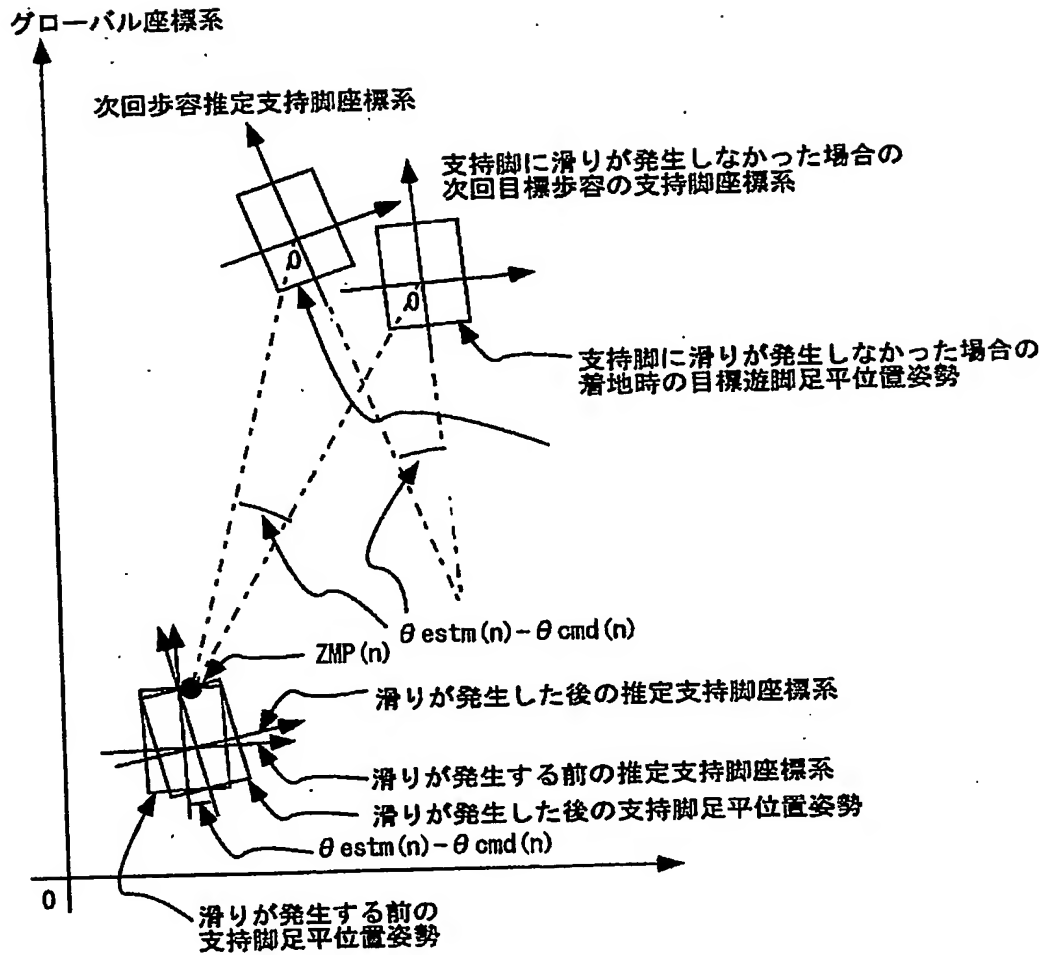 グローバル座標系
次回歩容推定支持脚座標系
支持脚に滑りが発生しなかった場合の
次回目標歩容の支持脚座標系
0
0
支持脚に滑りが発生しなかった場合の
着地時の目標遊脚足平位置姿勢
θestm(n)-θcmd(n)
ZMP(n)
滑りが発生した後の推定支持脚座標系
滑りが発生する前の推定支持脚座標系
滑りが発生した後の支持脚足平位置姿勢
θestm(n)-θcmd(n)
0
滑りが発生する前の
支持脚足平位置姿勢